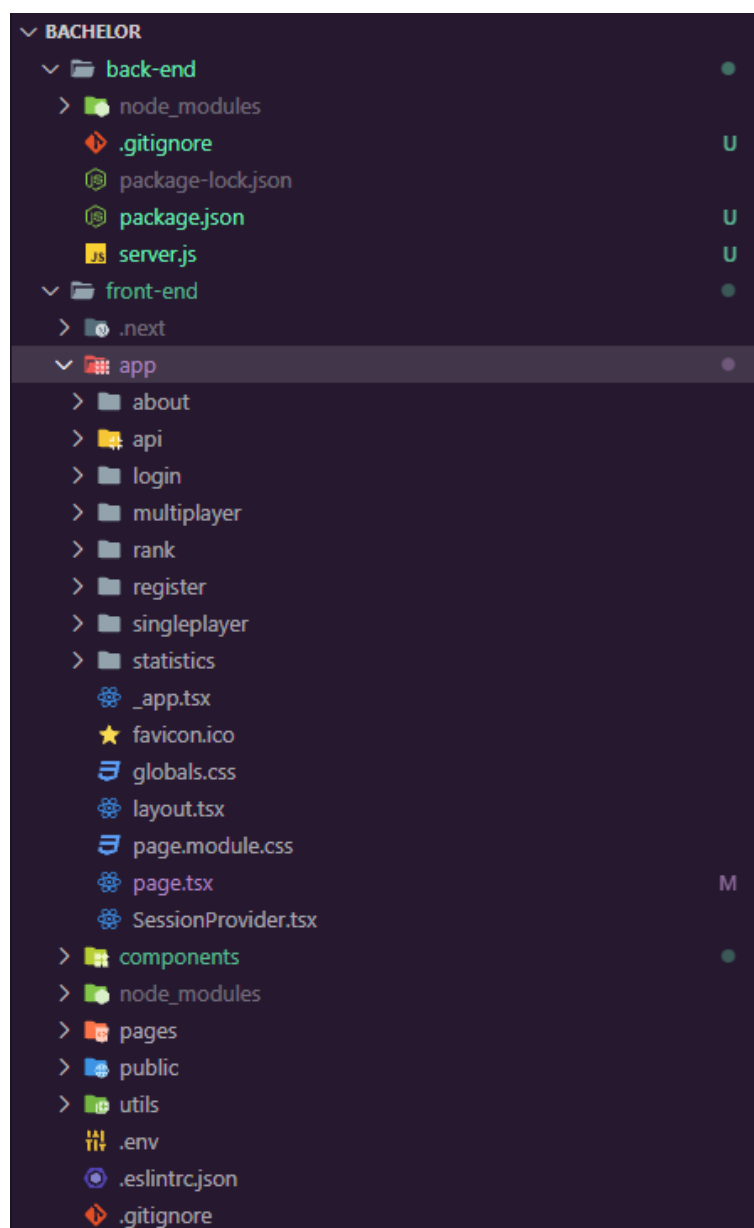 BACHELOR
back-end
node_modules
.gitignore U
package-lock.json
package.json U
JS server.js U
front-end
.next
app
about
api
login
multiplayer
rank
register
singleplayer
statistics
_app.tsx
favicon.ico
globals.css
layout.tsx
page.module.css
page.tsx M
SessionProvider.tsx
components
node_modules
pages
public
utils
.env
.eslintrc.json
.gitignore